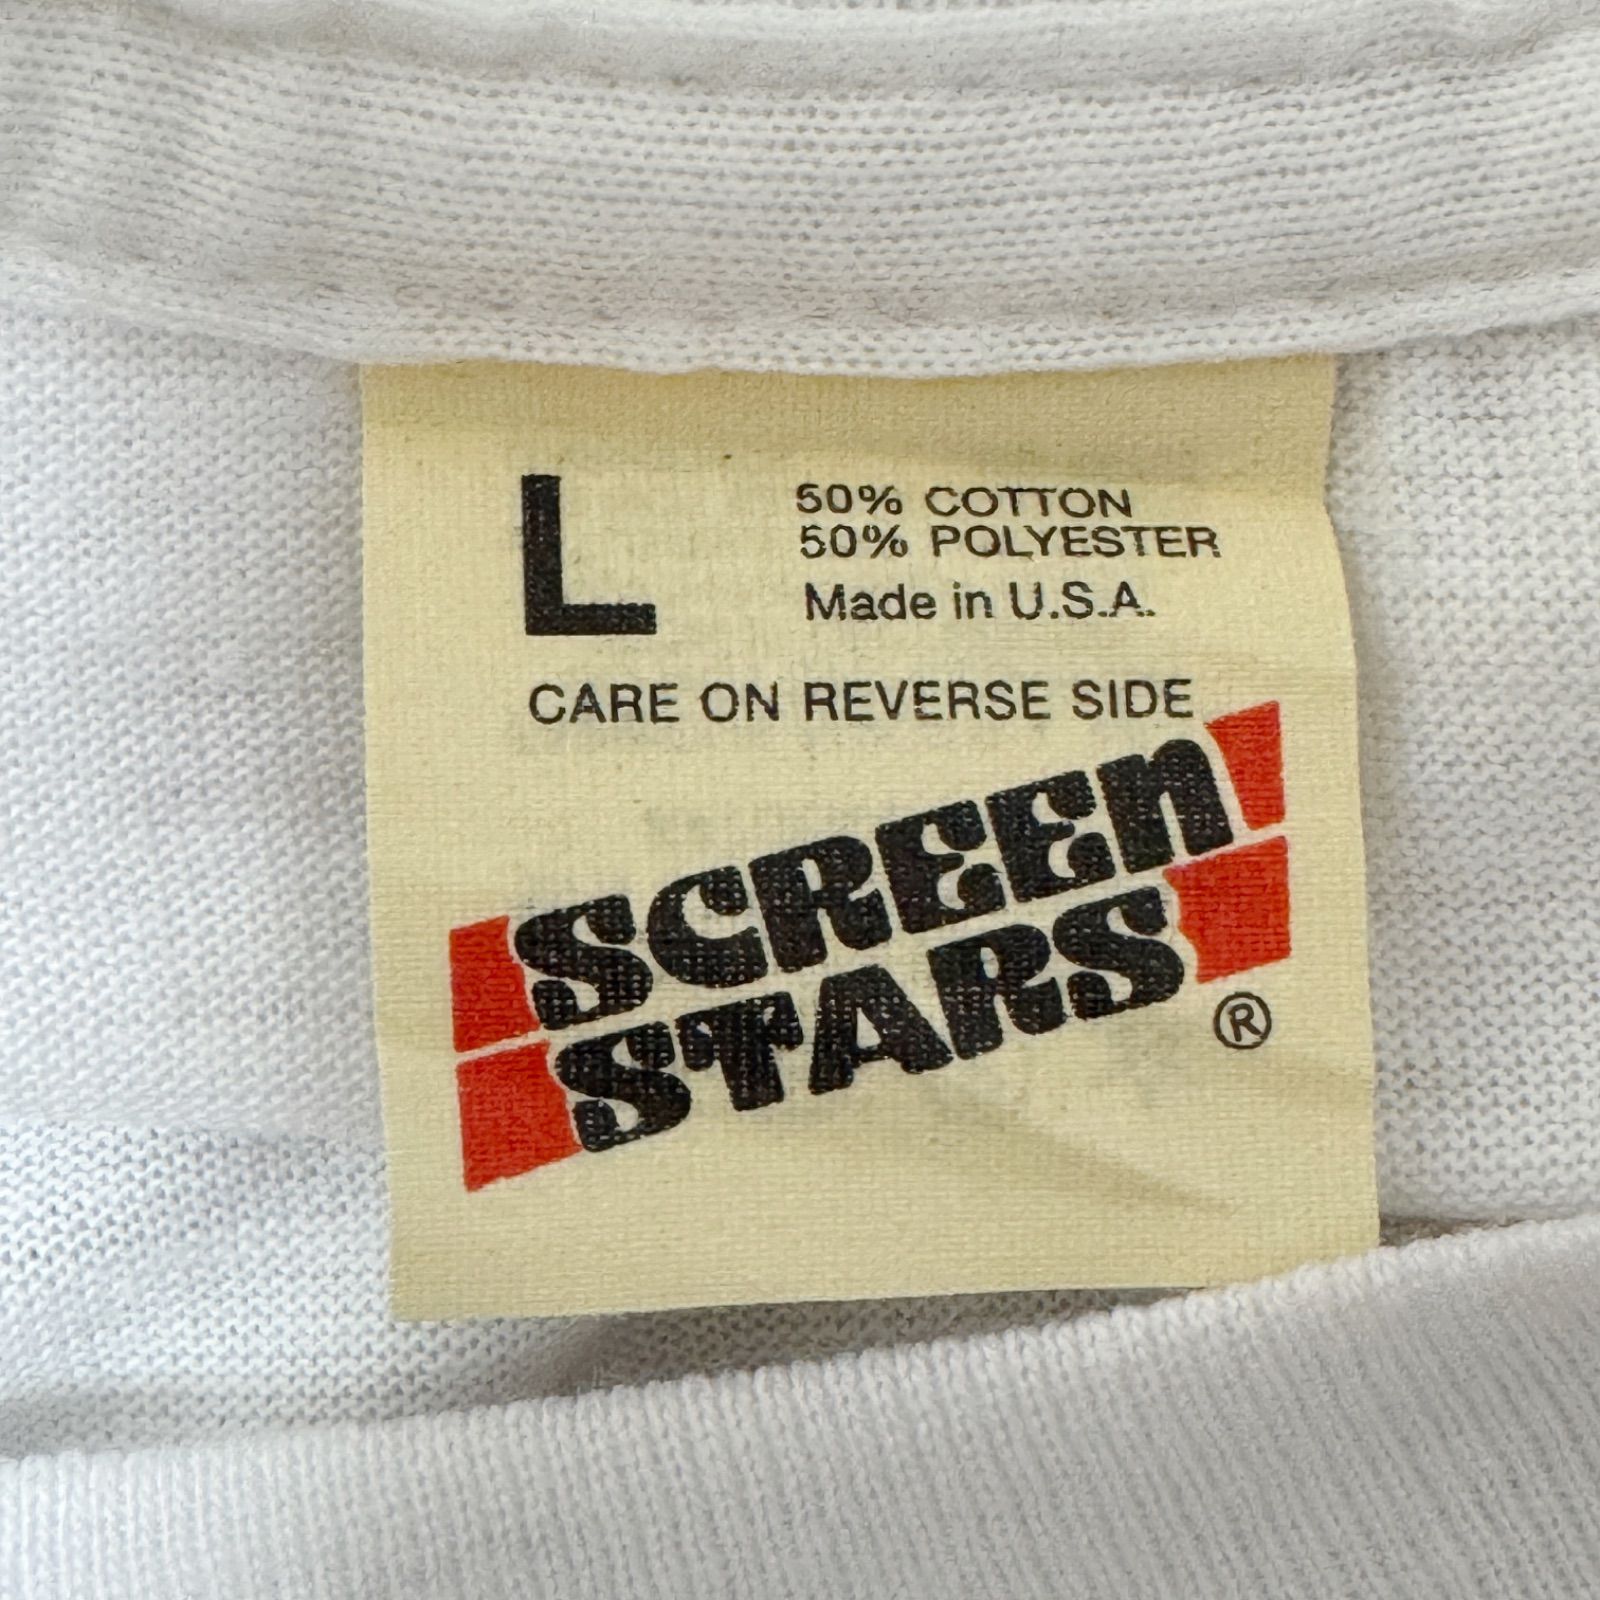 L
50% COTTON
50% POLYESTER
Made in U.S.A.
CARE ON REVERSE SIDE
SCREEN
STARS
®